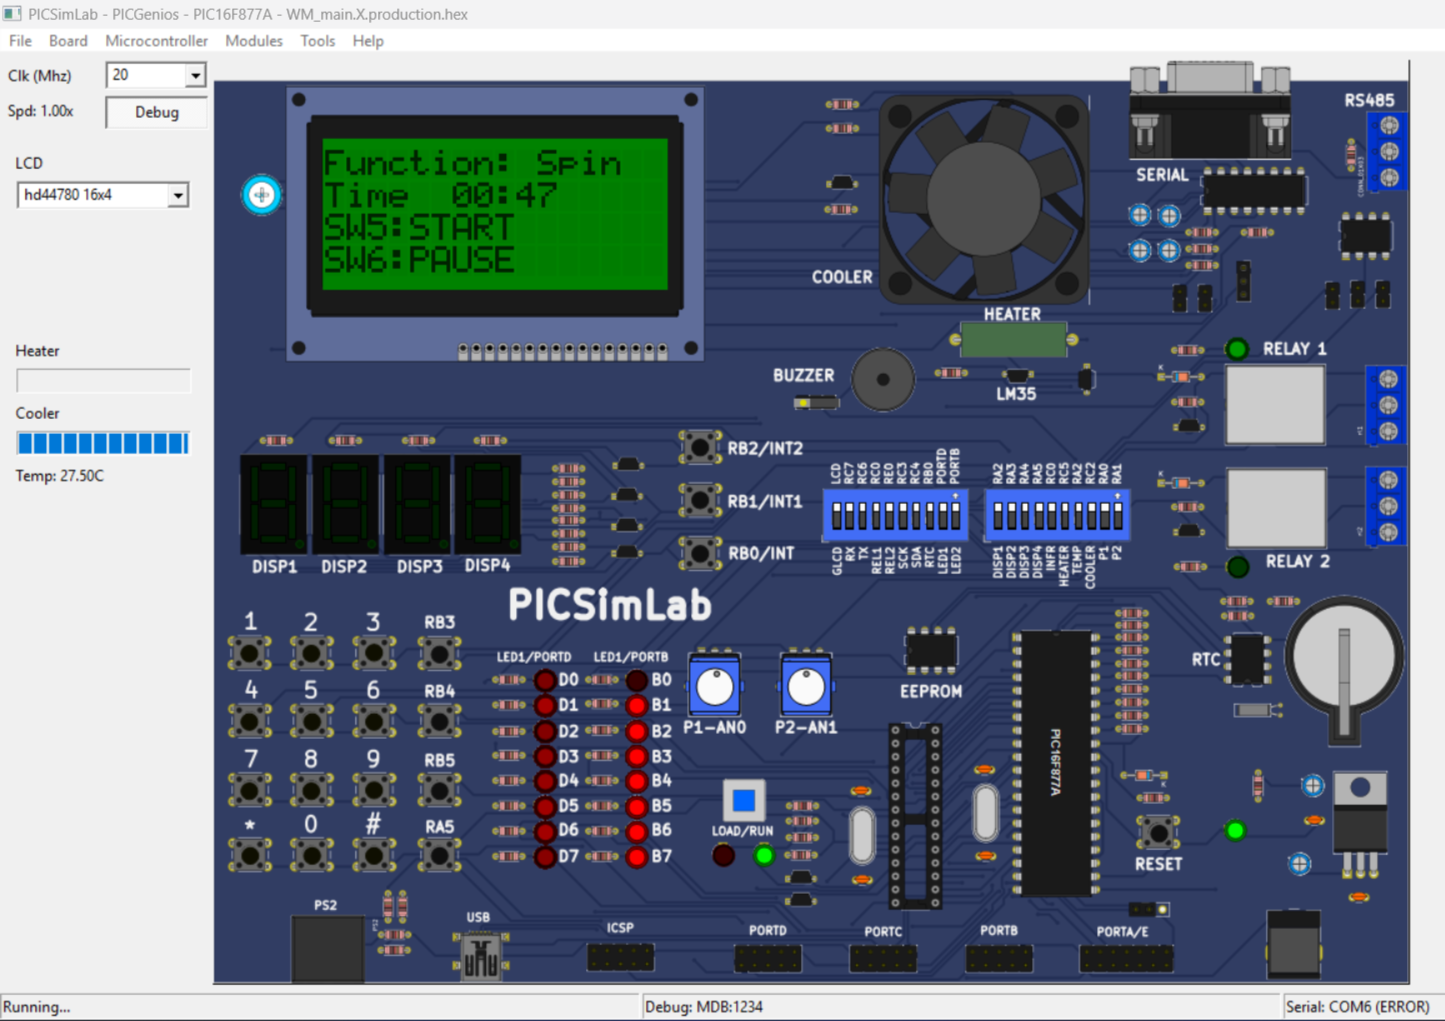 PICSimLab - PICGenios - PIC16F877A - WM_main.X.production.hex
File Board Microcontroller Modules Tools Help
Clk (Mhz) 20
Spd: 1.00x Debug
LCD
hd44780 16x4
Heater
Cooler
Temp: 27.50C
Function: Spin
Time 00:47
SW5:START
SW6:PAUSE
COOLER
HEATER
BUZZER
LM35
SERIAL
RS485
RELAY 1
RELAY 2
RB2/INT2
RB1/INT1
RB0/INT
LCD RC7 RC6 RC0 RE0 RC3 RC4 RB0 PORTD PORTB
GLCD RX TX REL1 REL2 SCK SDA RTC LED1 LED2
RA2 RA3 RA4 RA5 RC0 RC5 RA2 RC2 RA0 RA1
DISP1 DISP2 DISP3 DISP4 INFR HEATER TEMP COOLER P1 P2
DISP1 DISP2 DISP3 DISP4
PICSimLab
1 2 3 RB3
4 5 6 RB4
7 8 9 RB5
* 0 # RA5
LED1/PORTD LED1/PORTB
D0 B0
D1 B1
D2 B2
D3 B3
D4 B4
D5 B5
D6 B6
D7 B7
P1-AN0 P2-AN1
EEPROM
RTC
LOAD/RUN
PIC16F877A
RESET
PS2
USB
ICSP
PORTD
PORTC
PORTB
PORTA/E
Running... Debug: MDB:1234 Serial: COM6 (ERROR)